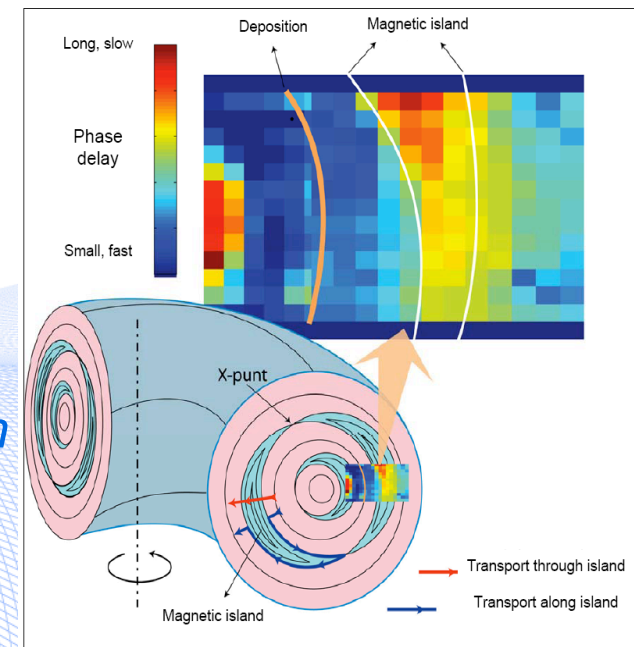 Deposition
Magnetic island
Long, slow
Phase
delay
Small, fast
X-punt
Transport through island
Transport along island
Magnetic island